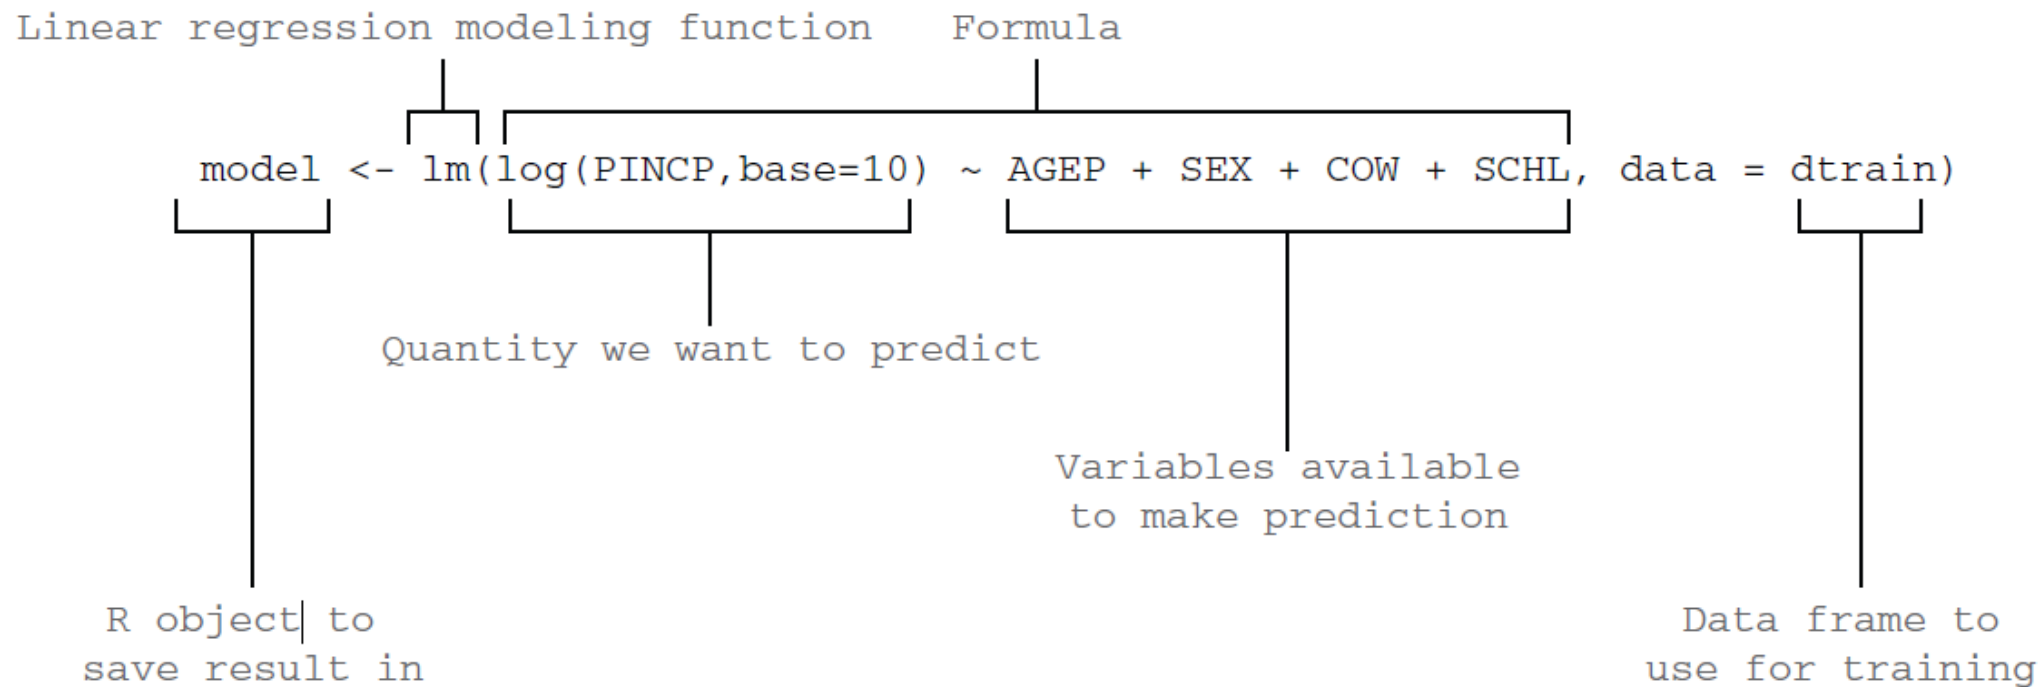 Linear regression modeling function Formula
model <- lm(log(PINCP,base=10) ~ AGEP + SEX + COW + SCHL, data = dtrain)
Quantity we want to predict
Variables available
to make prediction
R object to
save result in
Data frame to
use for training